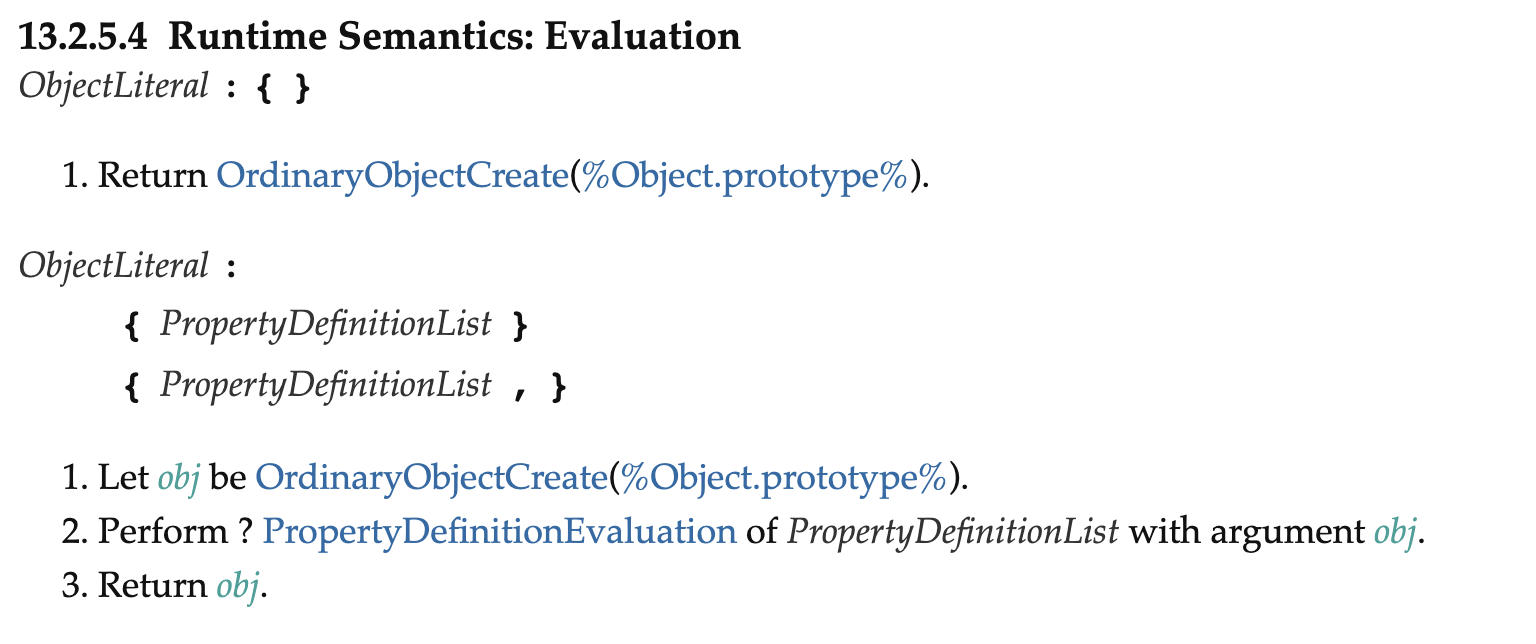 13.2.5.4 Runtime Semantics: Evaluation
ObjectLiteral : { }
1. Return OrdinaryObjectCreate(%Object.prototype%).
ObjectLiteral :
{ PropertyDefinitionList }
{ PropertyDefinitionList , }
1. Let obj be OrdinaryObjectCreate(%Object.prototype%).
2. Perform ? PropertyDefinitionEvaluation of PropertyDefinitionList with argument obj.
3. Return obj.